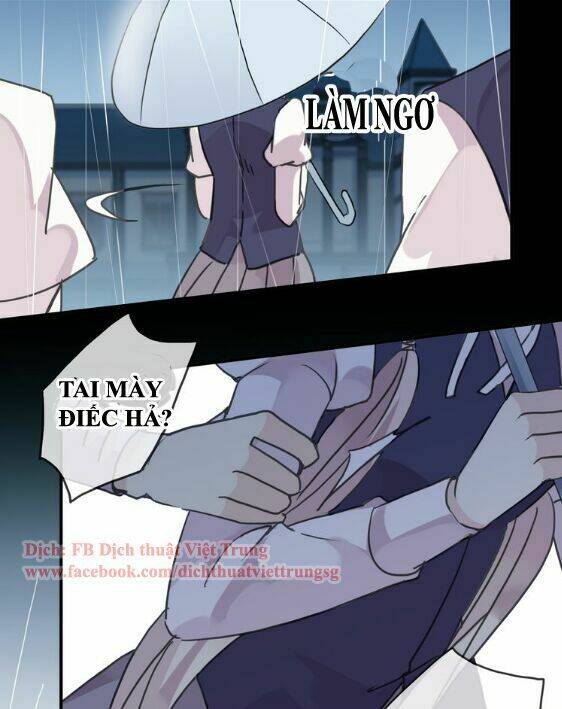 LÀM NGƠ
TAI MÀY
ĐIẾC HẢ?
Dịch: FB Dịch thuật Việt Trung
www.facebook.com/dichthuatviettrungsg